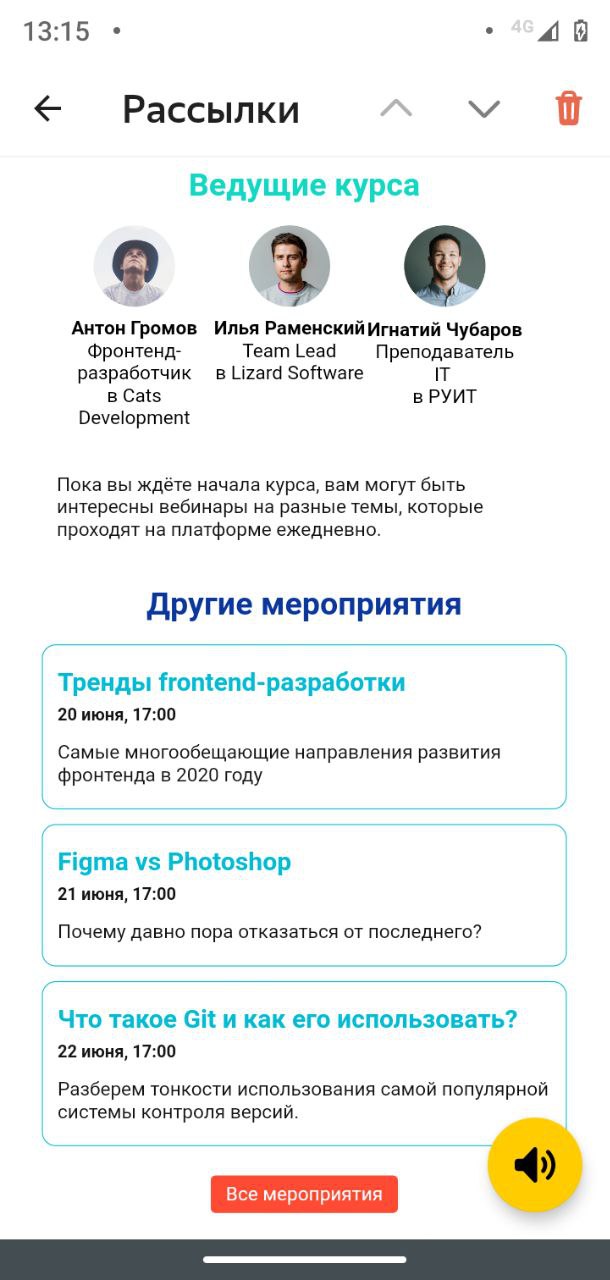 13:15
4G
Рассылки
Ведущие курса
Антон Громов
Фронтенд-
разработчик
в Cats
Development
Илья Раменский
Team Lead
в Lizard Software
Игнатий Чубаров
Преподаватель
IT
в РУИТ
Пока вы ждёте начала курса, вам могут быть
интересны вебинары на разные темы, которые
проходят на платформе ежедневно.
Другие мероприятия
Тренды frontend-разработки
20 июня, 17:00
Самые многообещающие направления развития
фронтенда в 2020 году
Figma vs Photoshop
21 июня, 17:00
Почему давно пора отказаться от последнего?
Что такое Git и как его использовать?
22 июня, 17:00
Разберем тонкости использования самой популярной
системы контроля версий.
Все мероприятия